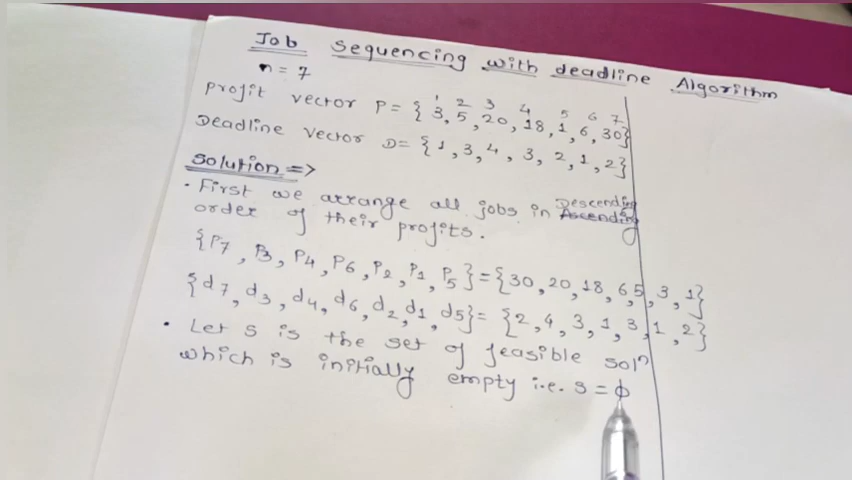 Job Sequencing with deadline Algorithm
n = 7
1 2 3 4 5 6 7
Profit vector P = {3, 5, 20, 18, 1, 6, 30}
Deadline vector D = {1, 3, 4, 3, 2, 1, 2}
Solution =>
• First we arrange all jobs in Descending Ascending
order of their profits.
{P7, P3, P4, P6, P2, P1, P5} = {30, 20, 18, 6, 5, 3, 1}
{d7, d3, d4, d6, d2, d1, d5} = {2, 4, 3, 1, 3, 1, 2}
• Let S is the set of feasible solⁿ
which is initially empty i.e. S = ϕ